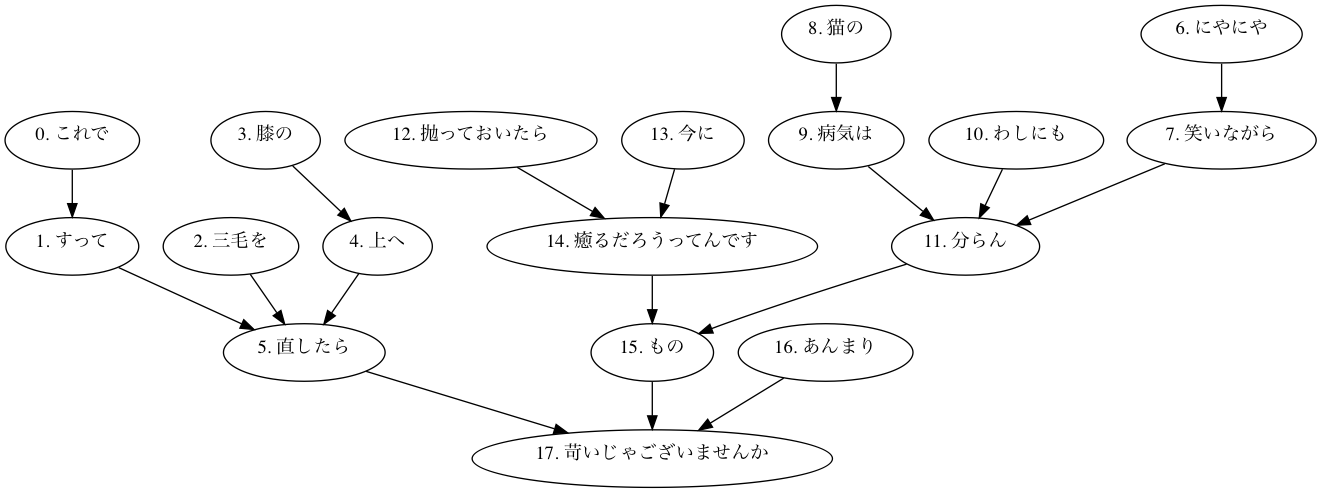 8. 猫の
6. にやにや
0. これで
3. 膝の
12. 抛っておいたら
13. 今に
9. 病気は
10. わしにも
7. 笑いながら
1. すって
2. 三毛を
4. 上へ
14. 癒るだろうってんです
11. 分らん
5. 直したら
15. もの
16. あんまり
17. 苛いじゃございませんか